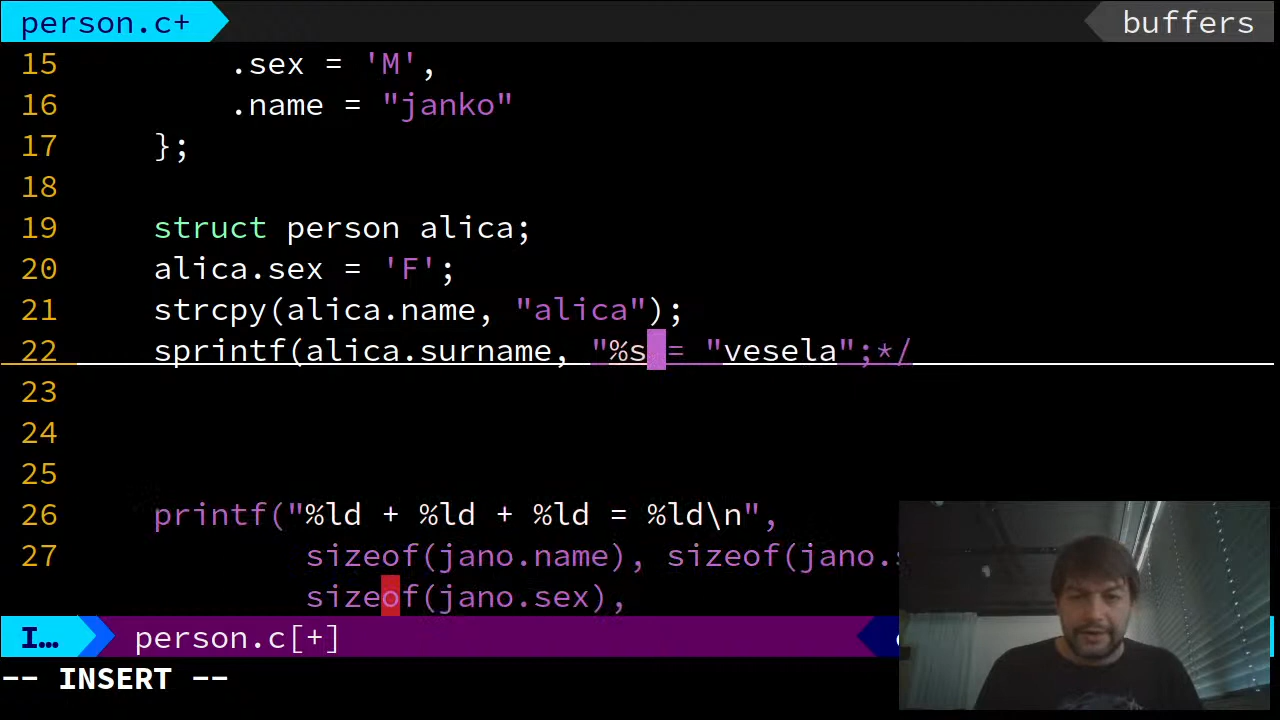 person.c+ buffers
15 .sex = 'M',
16 .name = "janko"
17 };
18
19 struct person alica;
20 alica.sex = 'F';
21 strcpy(alica.name, "alica");
22 sprintf(alica.surname, "%s = "vesela";*/
23
24
25
26 printf("%ld + %ld + %ld = %ld\n",
27 sizeof(jano.name), sizeof(jano.s
sizeof(jano.sex),
I… person.c[+]
-- INSERT --